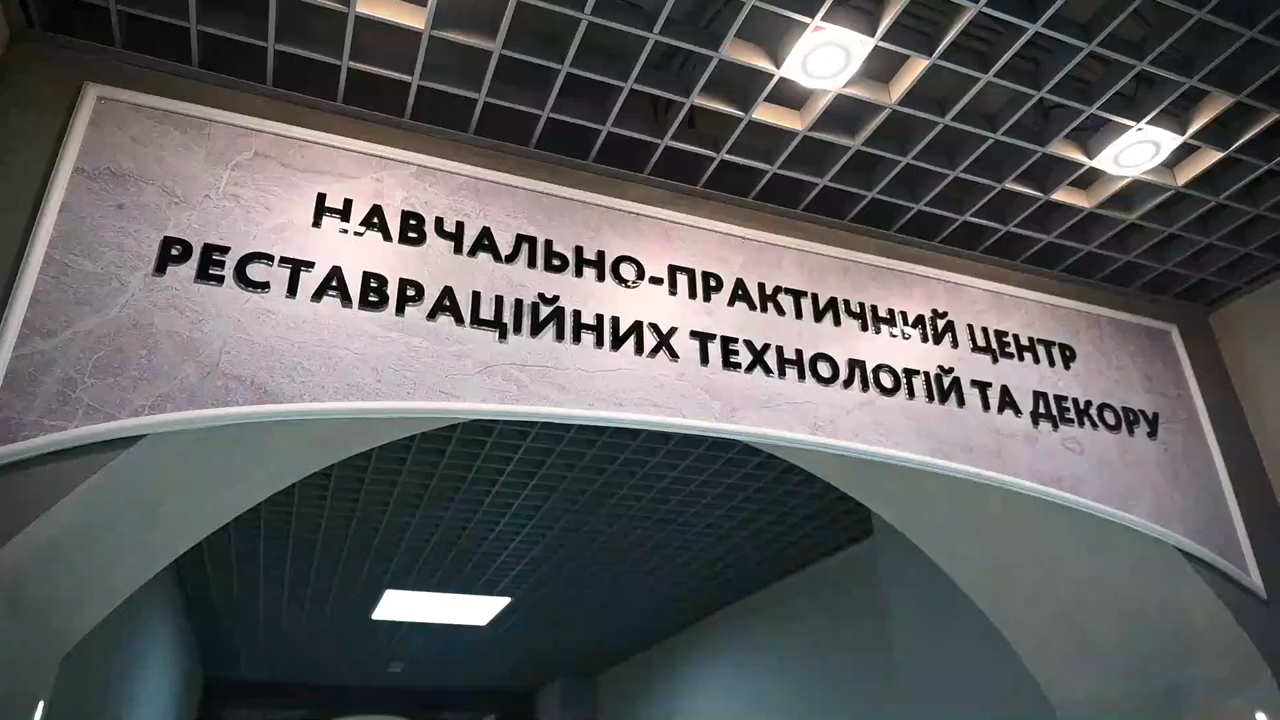 НАВЧАЛЬНО-ПРАКТИЧНИЙ ЦЕНТР
РЕСТАВРАЦІЙНИХ ТЕХНОЛОГІЙ ТА ДЕКОРУ